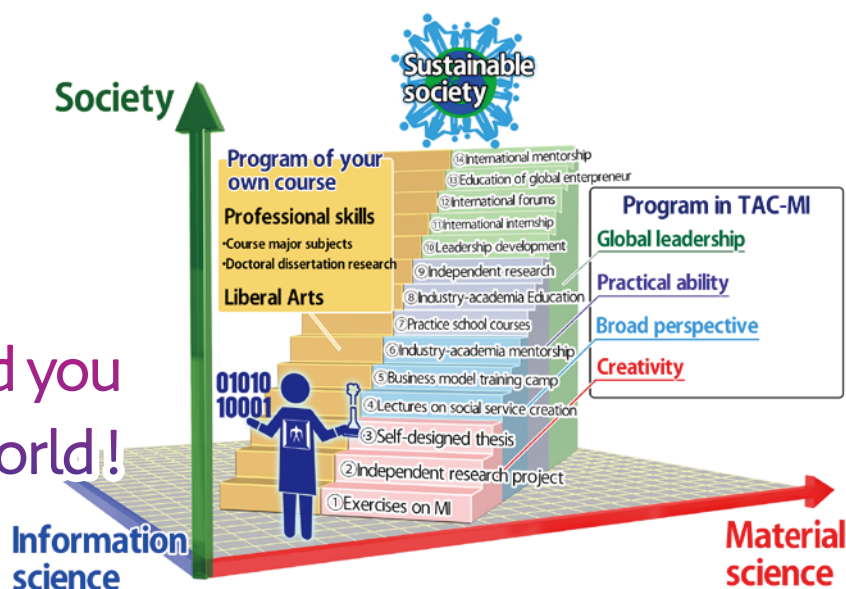 Sustainable
society
Society
Program of your
own course
Professional skills
•Course major subjects
•Doctoral dissertation research
Liberal Arts
⑭International mentorship
⑬Education of global enterpreneur
⑫International forums
⑪International internship
⑩Leadership development
⑨Independent research
⑧Industry-academia Education
⑦Practice school courses
⑥Industry-academia mentorship
⑤Business model training camp
④Lectures on social service creation
③Self-designed thesis
②Independent research project
①Exercises on MI
Program in TAC-MI
Global leadership
Practical ability
Broad perspective
Creativity
d you
orld!
01010
10001
Information
science
Material
science